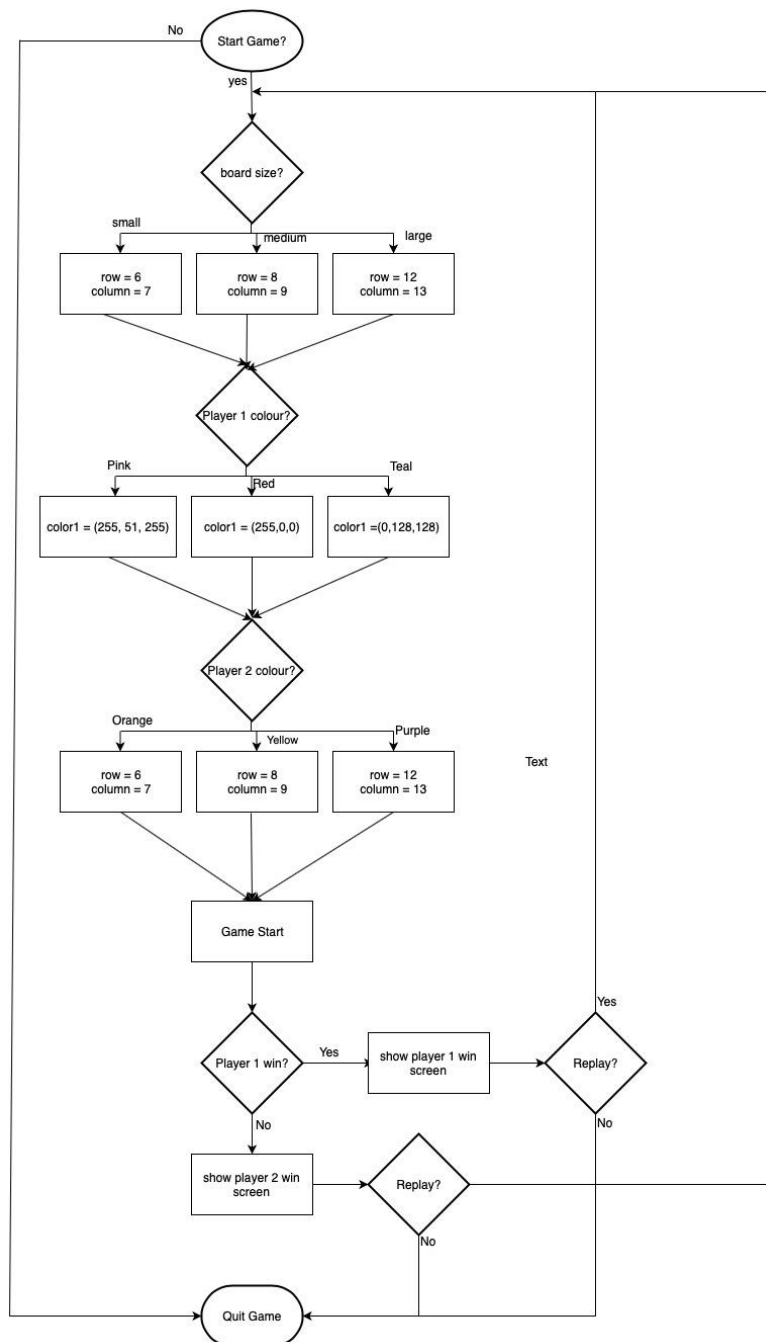 No
Start Game?
yes
board size?
small
medium
large
row = 6
column = 7
row = 8
column = 9
row = 12
column = 13
Player 1 colour?
Pink
Red
Teal
color1 = (255, 51, 255)
color1 = (255,0,0)
color1 =(0,128,128)
Player 2 colour?
Orange
Yellow
Purple
row = 6
column = 7
row = 8
column = 9
row = 12
column = 13
Text
Game Start
Player 1 win?
Yes
show player 1 win
screen
Yes
Replay?
No
No
show player 2 win
screen
Replay?
No
Quit Game